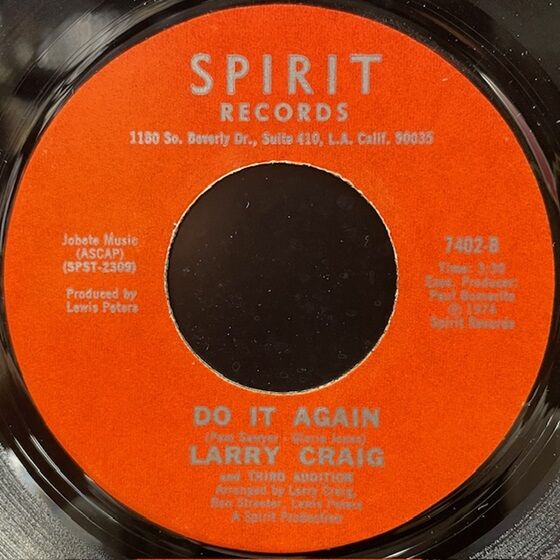 SPIRIT
RECORDS
1180 So. Beverly Dr., Suite 410, L.A. Calif. 90035
Jobete Music
(ASCAP)
(SPST-2309)
Produced by
Lewis Peters
7402-B
Time: 3:30
Exec. Producer:
Paul
℗ 1974
Spirit Records
DO IT AGAIN
(Pam Sawyer - Gloria Jones)
LARRY CRAIG
and THIRD AUDITION
Arranged by Larry Craig,
Ron Streeter, Lewis Peters
A Spirit Production